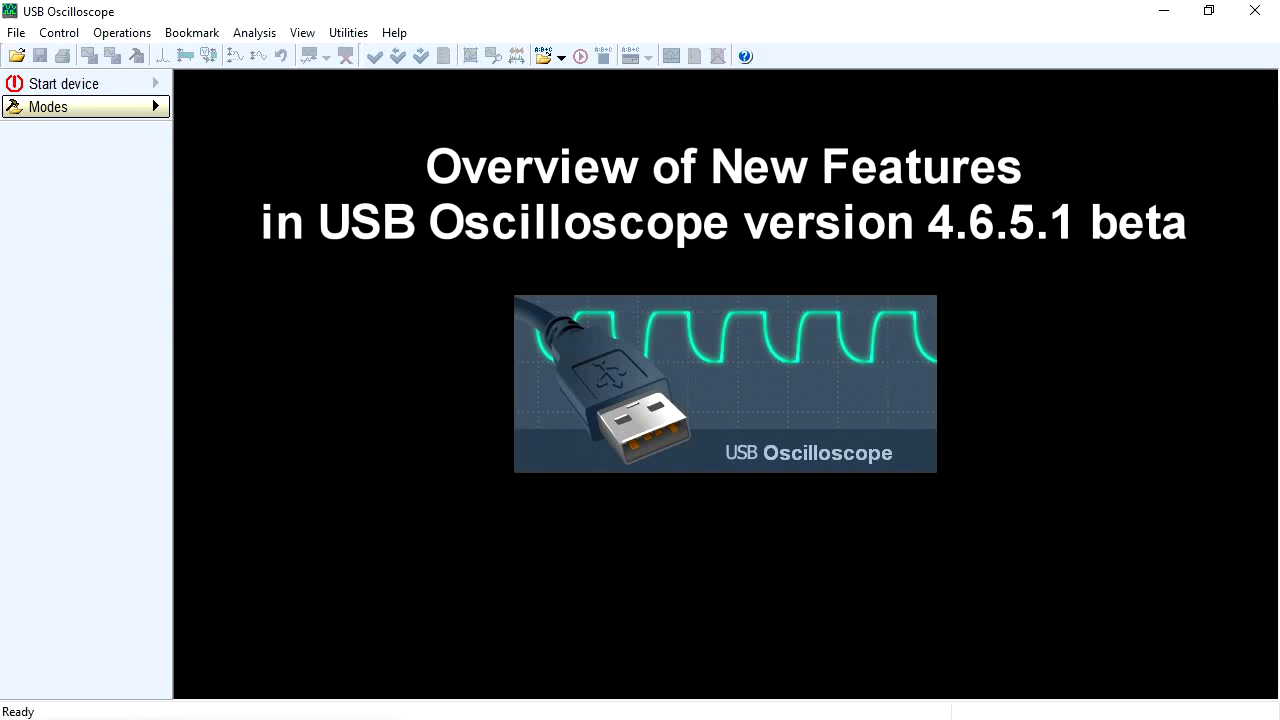 USB Oscilloscope
File Control Operations Bookmark Analysis View Utilities Help
A:B+C A:B+C A:B+C
Start device
Modes
Overview of New Features
in USB Oscilloscope version 4.6.5.1 beta
USB Oscilloscope
Ready